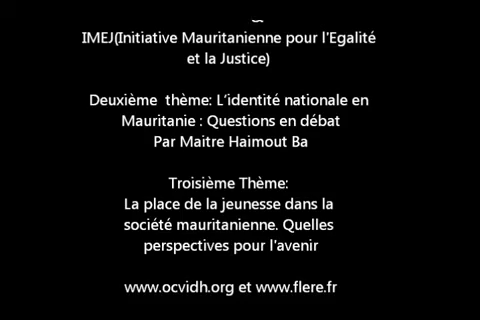 &
IMEJ(Initiative Mauritanienne pour l'Egalité
et la Justice)
Deuxième thème: L'identité nationale en
Mauritanie : Questions en débat
Par Maitre Haimout Ba
Troisième Thème:
La place de la jeunesse dans la
société mauritanienne. Quelles
perspectives pour l'avenir
www.ocvidh.org et www.flere.fr